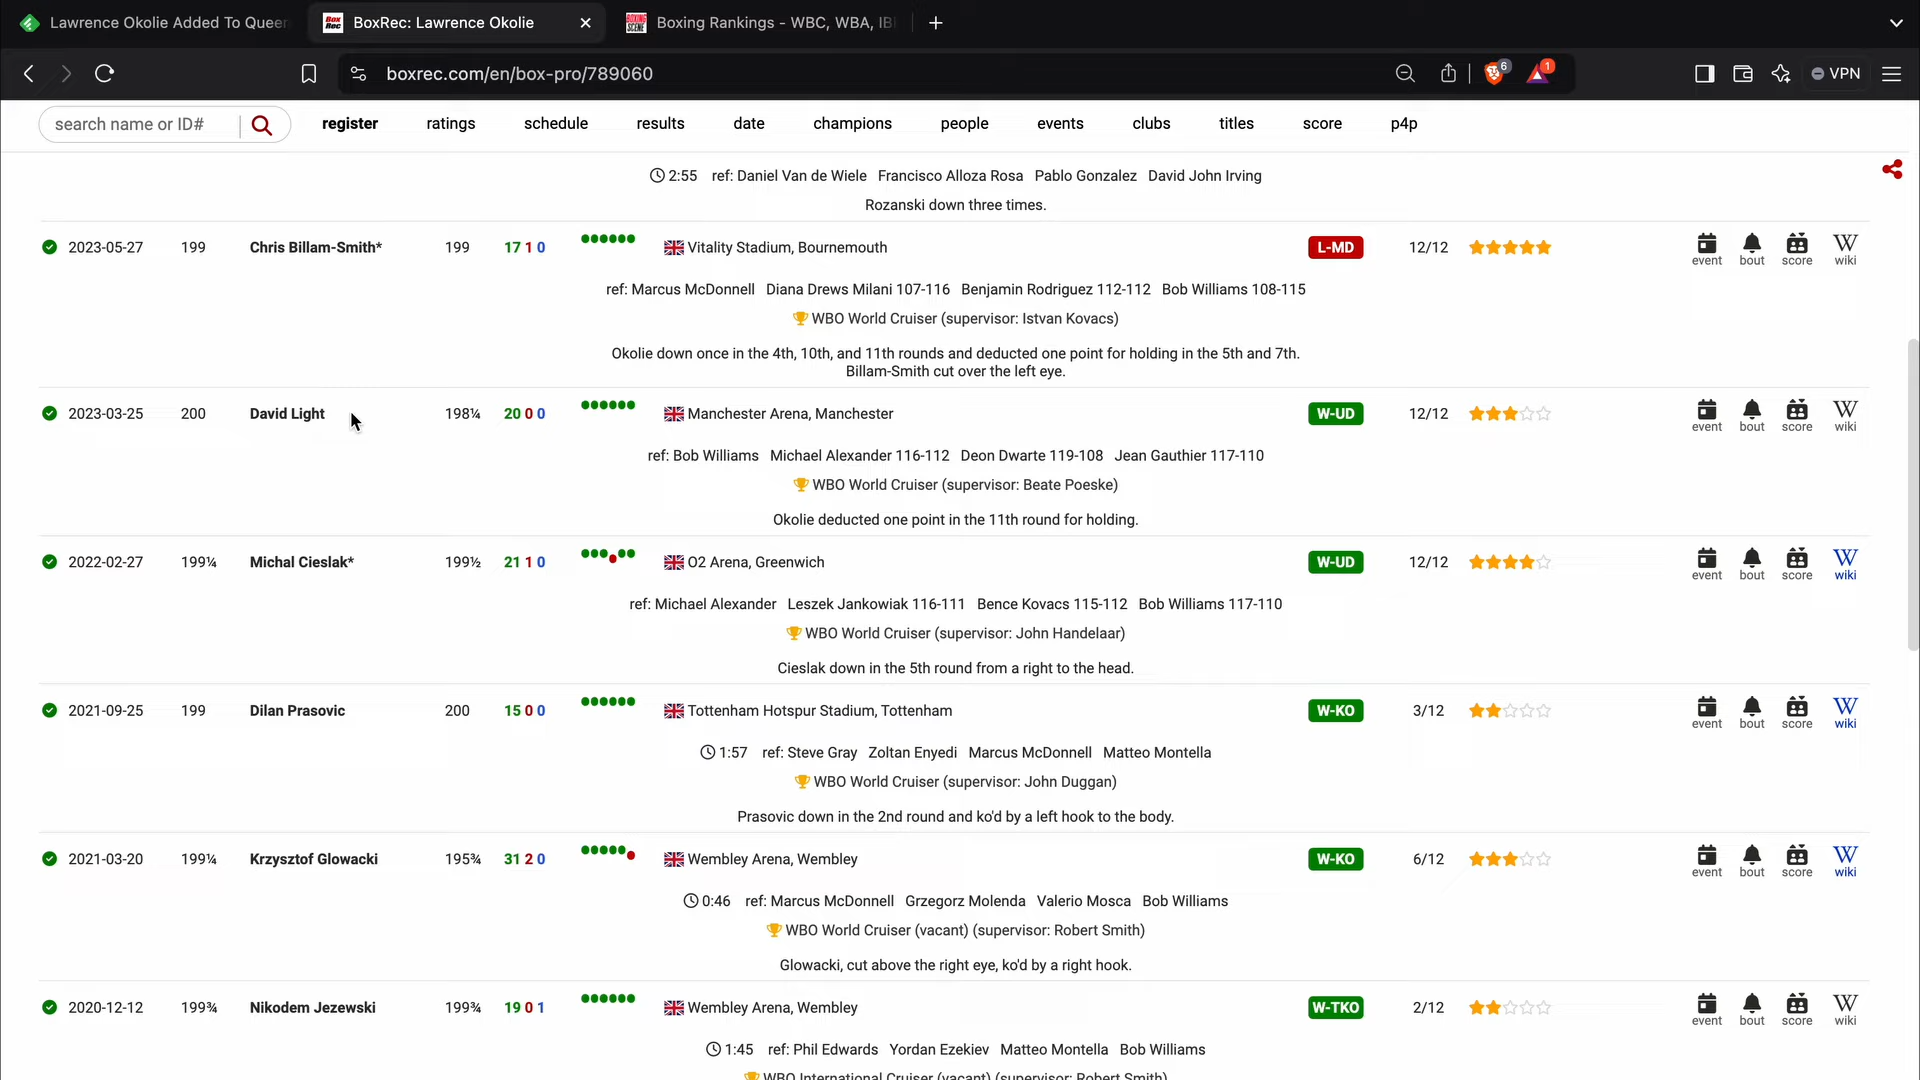 Lawrence Okolie Added To Queen
BoxRec: Lawrence Okolie
Boxing Rankings - WBC, WBA, IB
boxrec.com/en/box-pro/789060
6
1
VPN
search name or ID#
register ratings schedule results date champions people events clubs titles score p4p
2:55 ref: Daniel Van de Wiele Francisco Alloza Rosa Pablo Gonzalez David John Irving
Rozanski down three times.
2023-05-27 199 Chris Billam-Smith* 199 17 1 0 Vitality Stadium, Bournemouth L-MD 12/12 event bout score W wiki
ref: Marcus McDonnell Diana Drews Milani 107-116 Benjamin Rodriguez 112-112 Bob Williams 108-115
WBO World Cruiser (supervisor: Istvan Kovacs)
Okolie down once in the 4th, 10th, and 11th rounds and deducted one point for holding in the 5th and 7th.
Billam-Smith cut over the left eye.
2023-03-25 200 David Light 198¼ 20 0 0 Manchester Arena, Manchester W-UD 12/12 event bout score W wiki
ref: Bob Williams Michael Alexander 116-112 Deon Dwarte 119-108 Jean Gauthier 117-110
WBO World Cruiser (supervisor: Beate Poeske)
Okolie deducted one point in the 11th round for holding.
2022-02-27 199¼ Michal Cieslak* 199½ 21 1 0 O2 Arena, Greenwich W-UD 12/12 event bout score W wiki
ref: Michael Alexander Leszek Jankowiak 116-111 Bence Kovacs 115-112 Bob Williams 117-110
WBO World Cruiser (supervisor: John Handelaar)
Cieslak down in the 5th round from a right to the head.
2021-09-25 199 Dilan Prasovic 200 15 0 0 Tottenham Hotspur Stadium, Tottenham W-KO 3/12 event bout score W wiki
1:57 ref: Steve Gray Zoltan Enyedi Marcus McDonnell Matteo Montella
WBO World Cruiser (supervisor: John Duggan)
Prasovic down in the 2nd round and ko'd by a left hook to the body.
2021-03-20 199¼ Krzysztof Glowacki 195¾ 31 2 0 Wembley Arena, Wembley W-KO 6/12 event bout score W wiki
0:46 ref: Marcus McDonnell Grzegorz Molenda Valerio Mosca Bob Williams
WBO World Cruiser (vacant) (supervisor: Robert Smith)
Glowacki, cut above the right eye, ko'd by a right hook.
2020-12-12 199¾ Nikodem Jezewski 199¾ 19 0 1 Wembley Arena, Wembley W-TKO 2/12 event bout score W wiki
1:45 ref: Phil Edwards Yordan Ezekiev Matteo Montella Bob Williams
WBO International Cruiser (vacant) (supervisor: Robert Smith)